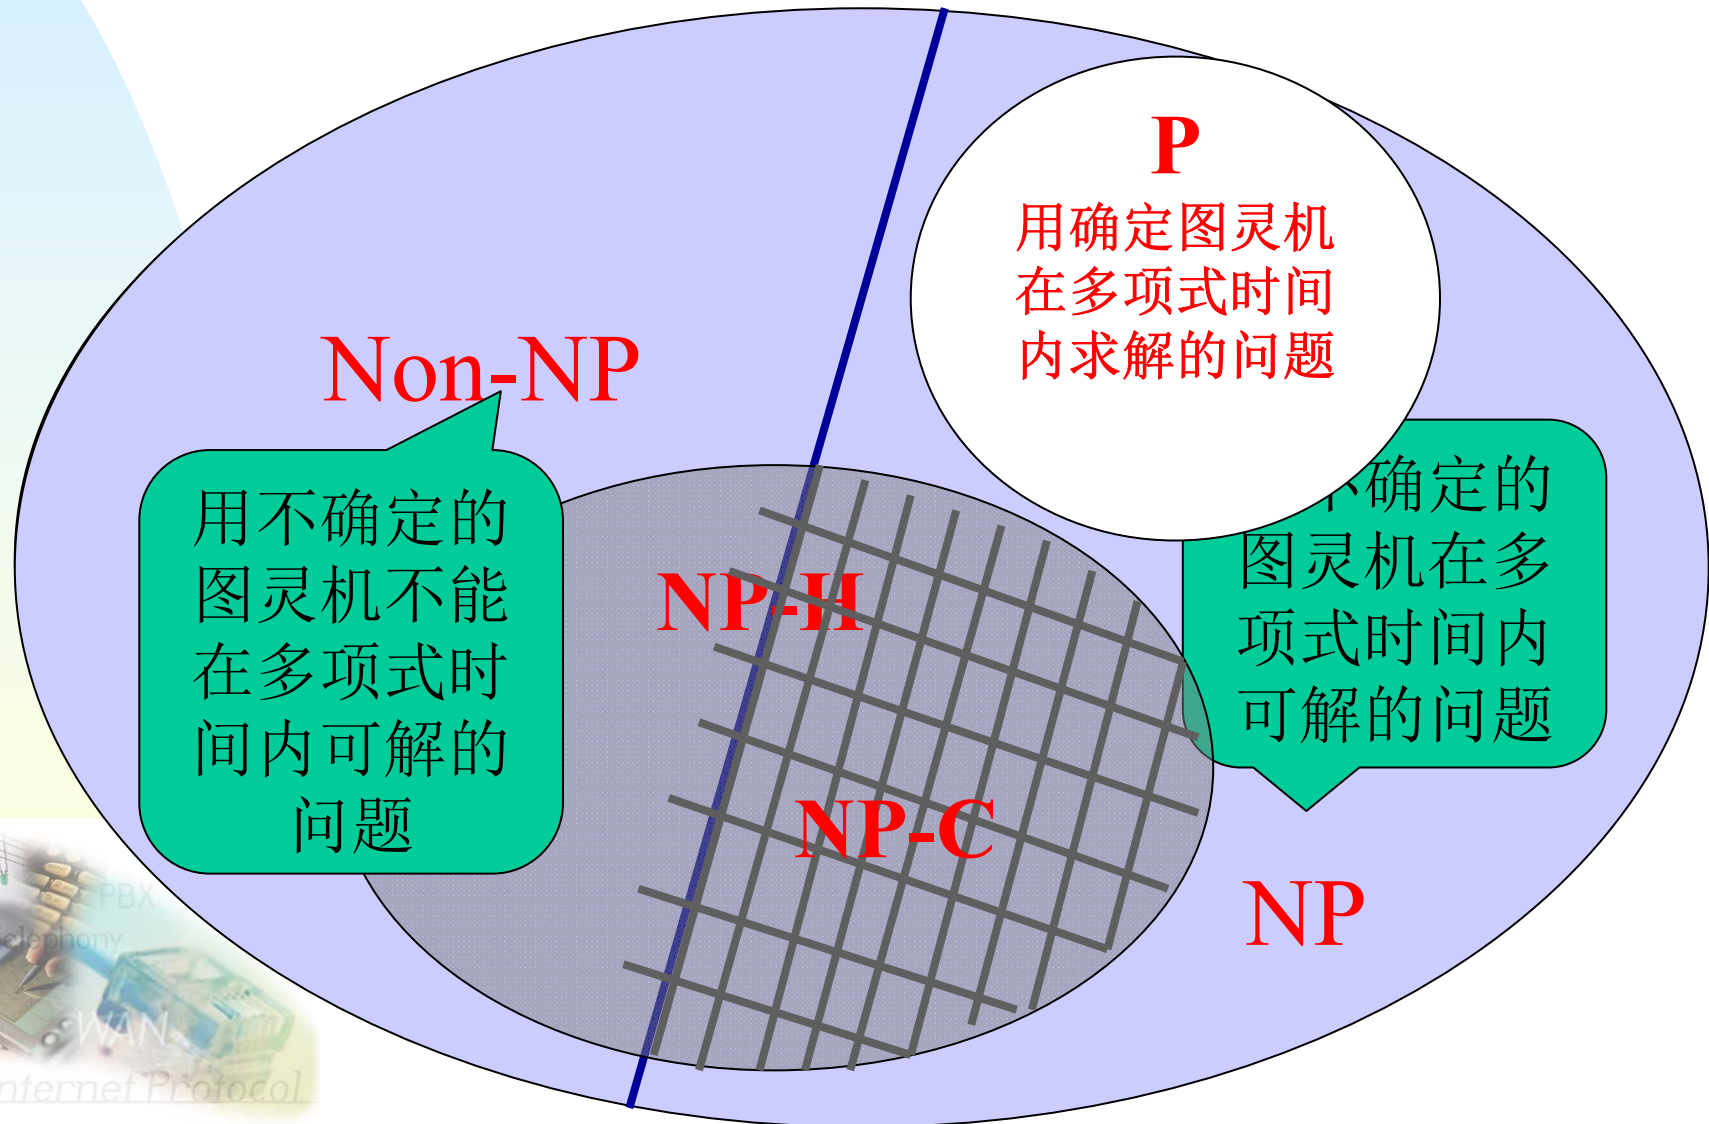 P
用确定图灵机
在多项式时间
内求解的问题
Non-NP
用不确定的
图灵机不能
在多项式时
间内可解的
问题
不确定的
图灵机在多
项式时间内
可解的问题
NP-H
NP-C
NP
PBX
elephony
WAN
nternet Protocol